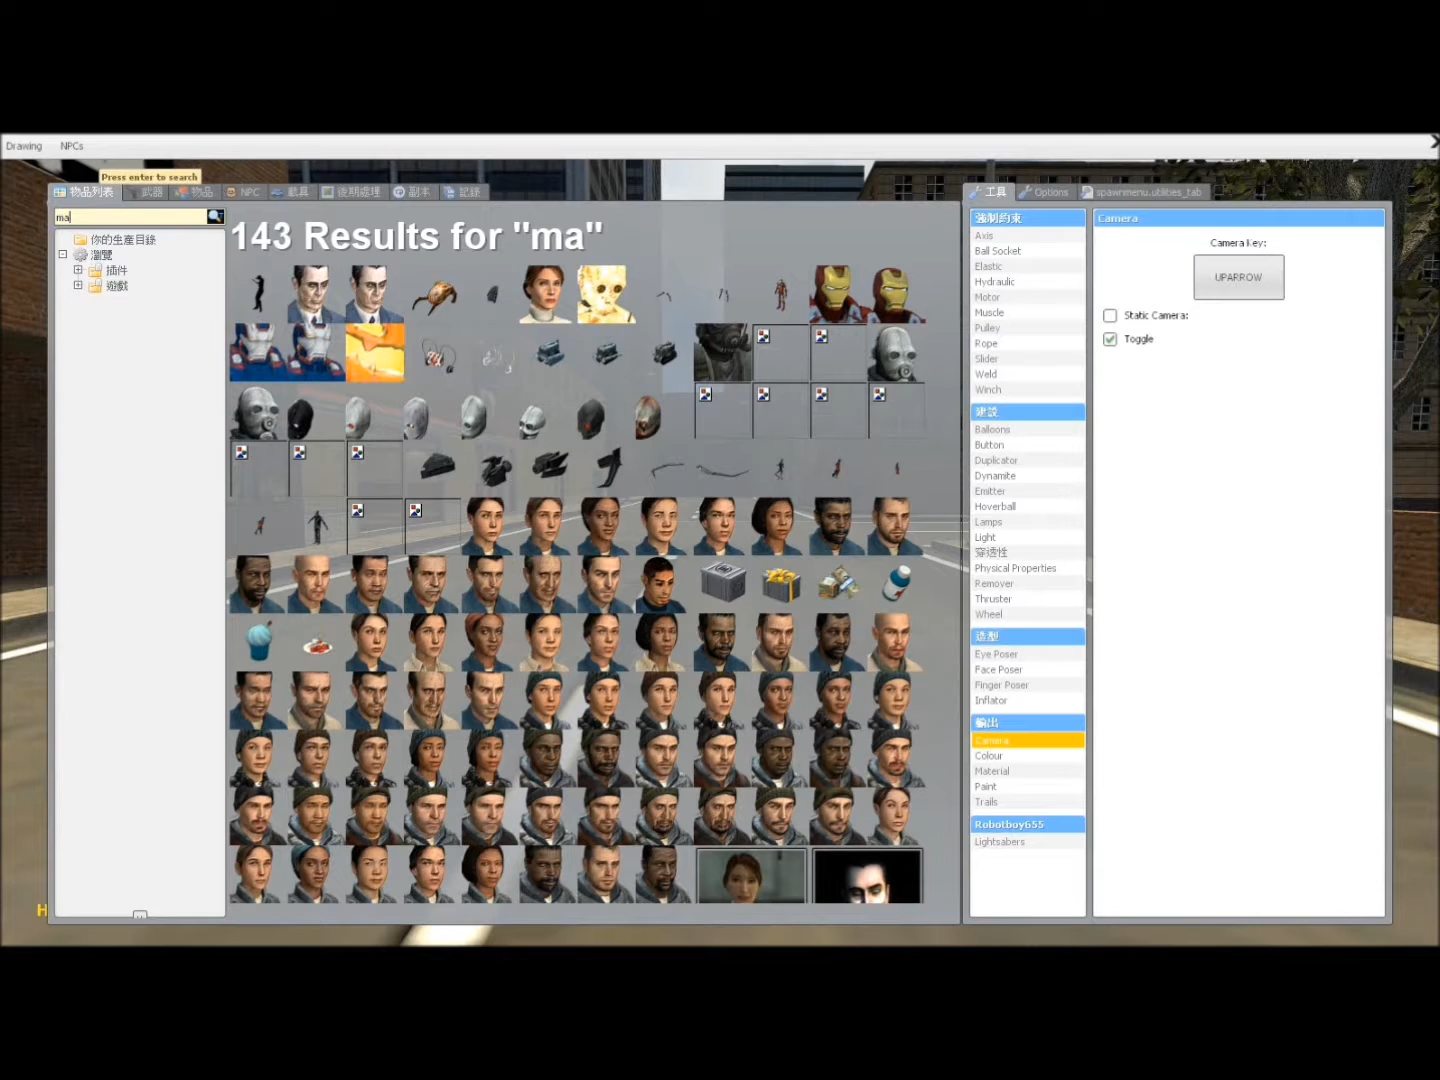 Drawing NPCs
Press enter to search
物品列表 武器 物品 NPC 載具 後期處理 副本 記錄
工具 Options spawnmenu.utilities_tab
ma
你的生產目錄
瀏覽
插件
遊戲
143 Results for "ma"
強制約束
Axis
Ball Socket
Elastic
Hydraulic
Motor
Muscle
Pulley
Rope
Slider
Weld
Winch
建設
Balloons
Button
Duplicator
Dynamite
Emitter
Hoverball
Lamps
Light
穿透性
Physical Properties
Remover
Thruster
Wheel
造型
Eye Poser
Face Poser
Finger Poser
Inflator
輸出
Camera
Colour
Material
Paint
Trails
Robotboy655
Lightsabers
Camera
Camera Key:
UPARROW
Static Camera:
Toggle
H